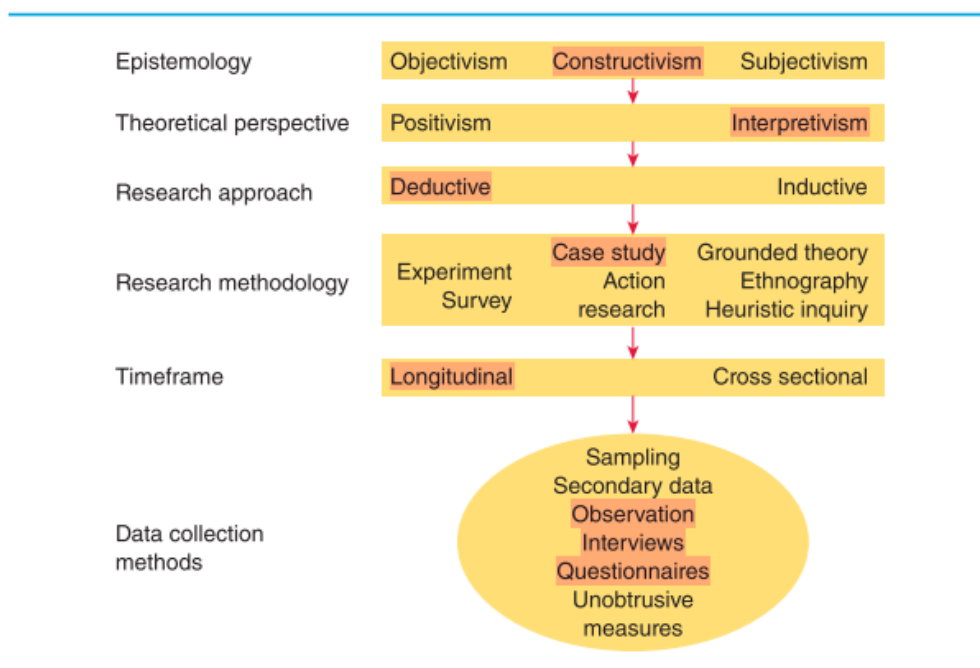 Epistemology
Objectivism Constructivism Subjectivism
Theoretical perspective
Positivism Interpretivism
Research approach
Deductive Inductive
Research methodology
Experiment
Survey
Case study
Action
research
Grounded theory
Ethnography
Heuristic inquiry
Timeframe
Longitudinal Cross sectional
Data collection
methods
Sampling
Secondary data
Observation
Interviews
Questionnaires
Unobtrusive
measures